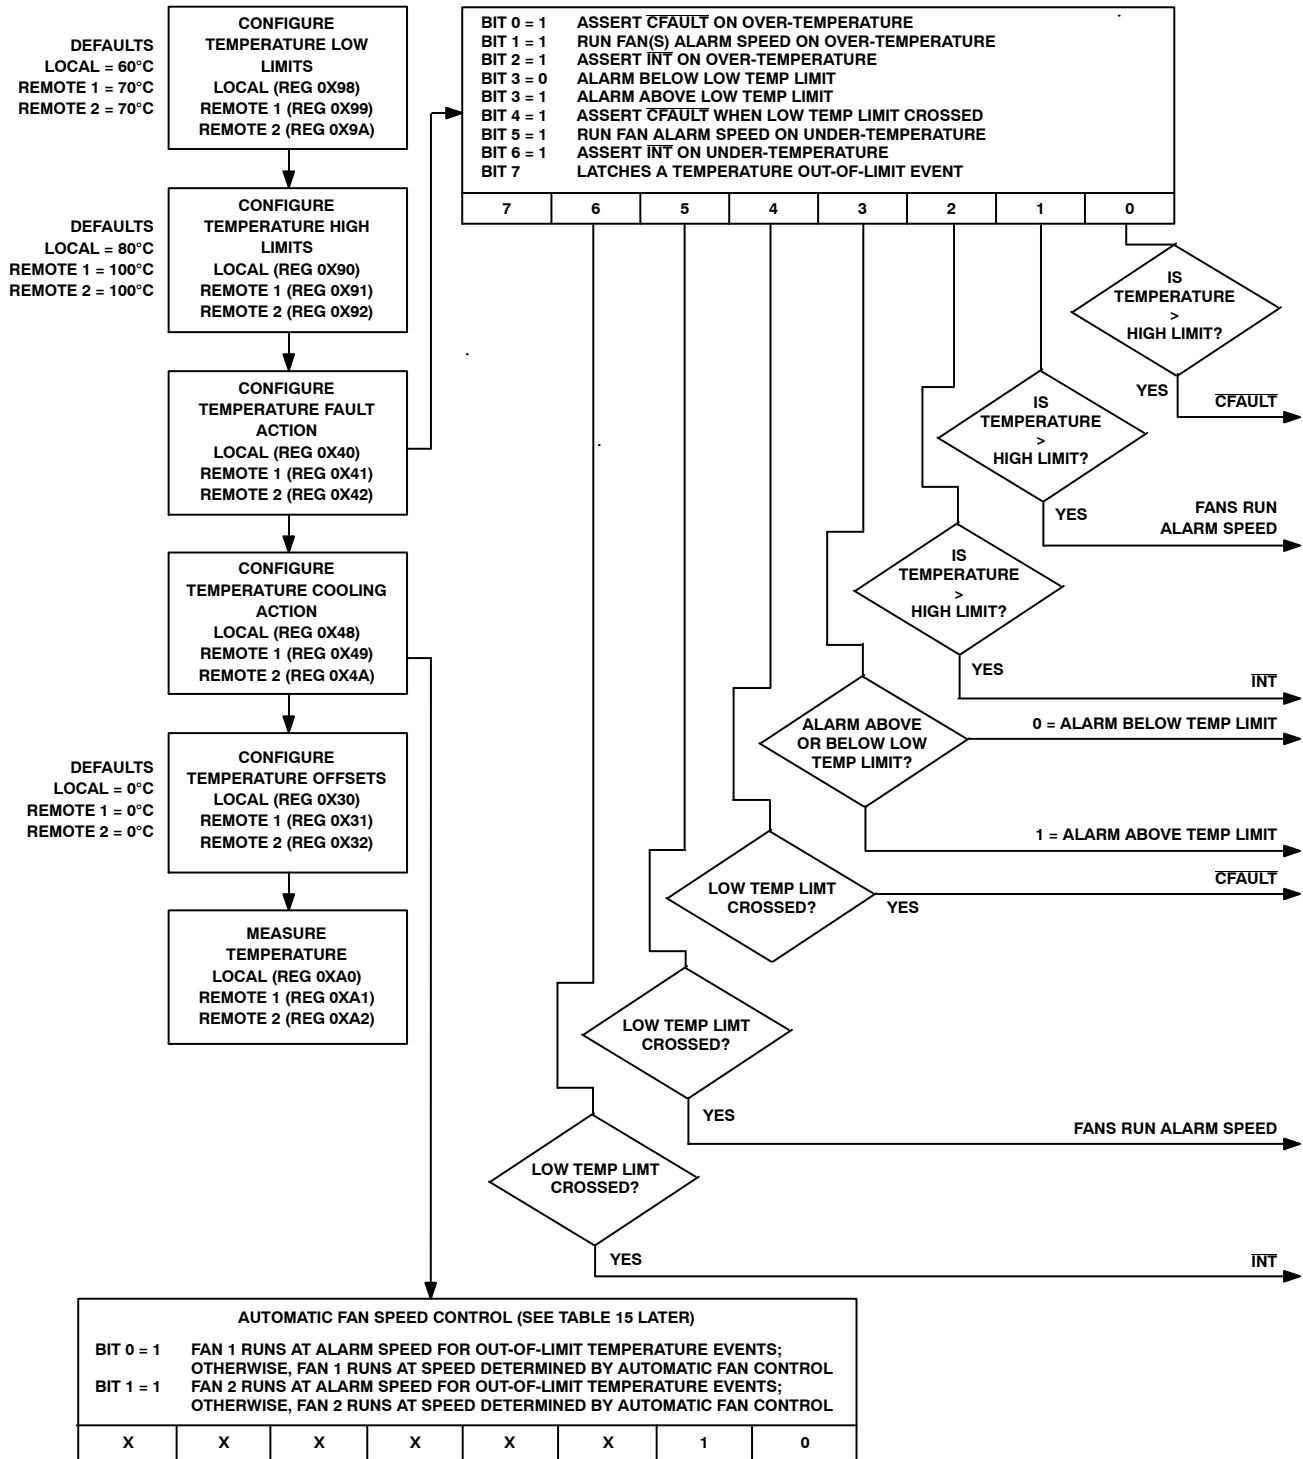 CONFIGURE
TEMPERATURE LOW
LIMITS
LOCAL (REG 0X98)
REMOTE 1 (REG 0X99)
REMOTE 2 (REG 0X9A)
DEFAULTS
LOCAL = 60°C
REMOTE 1 = 70°C
REMOTE 2 = 70°C
CONFIGURE
TEMPERATURE HIGH
LIMITS
LOCAL (REG 0X90)
REMOTE 1 (REG 0X91)
REMOTE 2 (REG 0X92)
DEFAULTS
LOCAL = 80°C
REMOTE 1 = 100°C
REMOTE 2 = 100°C
CONFIGURE
TEMPERATURE FAULT
ACTION
LOCAL (REG 0X40)
REMOTE 1 (REG 0X41)
REMOTE 2 (REG 0X42)
CONFIGURE
TEMPERATURE COOLING
ACTION
LOCAL (REG 0X48)
REMOTE 1 (REG 0X49)
REMOTE 2 (REG 0X4A)
CONFIGURE
TEMPERATURE OFFSETS
LOCAL (REG 0X30)
REMOTE 1 (REG 0X31)
REMOTE 2 (REG 0X32)
DEFAULTS
LOCAL = 0°C
REMOTE 1 = 0°C
REMOTE 2 = 0°C
MEASURE
TEMPERATURE
LOCAL (REG 0XA0)
REMOTE 1 (REG 0XA1)
REMOTE 2 (REG 0XA2)
BIT 0 = 1 ASSERT C̅F̅A̅U̅L̅T̅ ON OVER-TEMPERATURE
BIT 1 = 1 RUN FAN(S) ALARM SPEED ON OVER-TEMPERATURE
BIT 2 = 1 ASSERT I̅N̅T̅ ON OVER-TEMPERATURE
BIT 3 = 0 ALARM BELOW LOW TEMP LIMIT
BIT 3 = 1 ALARM ABOVE LOW TEMP LIMIT
BIT 4 = 1 ASSERT C̅F̅A̅U̅L̅T̅ WHEN LOW TEMP LIMIT CROSSED
BIT 5 = 1 RUN FAN ALARM SPEED ON UNDER-TEMPERATURE
BIT 6 = 1 ASSERT I̅N̅T̅ ON UNDER-TEMPERATURE
BIT 7 LATCHES A TEMPERATURE OUT-OF-LIMIT EVENT
7 6 5 4 3 2 1 0
IS
TEMPERATURE
>
HIGH LIMIT?
YES
C̅F̅A̅U̅L̅T̅
IS
TEMPERATURE
>
HIGH LIMIT?
YES
FANS RUN
ALARM SPEED
IS
TEMPERATURE
>
HIGH LIMIT?
YES
I̅N̅T̅
ALARM ABOVE
OR BELOW LOW
TEMP LIMIT?
0 = ALARM BELOW TEMP LIMIT
1 = ALARM ABOVE TEMP LIMIT
LOW TEMP LIMT
CROSSED?
YES
C̅F̅A̅U̅L̅T̅
LOW TEMP LIMT
CROSSED?
YES
FANS RUN ALARM SPEED
LOW TEMP LIMT
CROSSED?
YES
I̅N̅T̅
AUTOMATIC FAN SPEED CONTROL (SEE TABLE 15 LATER)
BIT 0 = 1 FAN 1 RUNS AT ALARM SPEED FOR OUT-OF-LIMIT TEMPERATURE EVENTS;
OTHERWISE, FAN 1 RUNS AT SPEED DETERMINED BY AUTOMATIC FAN CONTROL
BIT 1 = 1 FAN 2 RUNS AT ALARM SPEED FOR OUT-OF-LIMIT TEMPERATURE EVENTS;
OTHERWISE, FAN 2 RUNS AT SPEED DETERMINED BY AUTOMATIC FAN CONTROL
X X X X X X 1 0